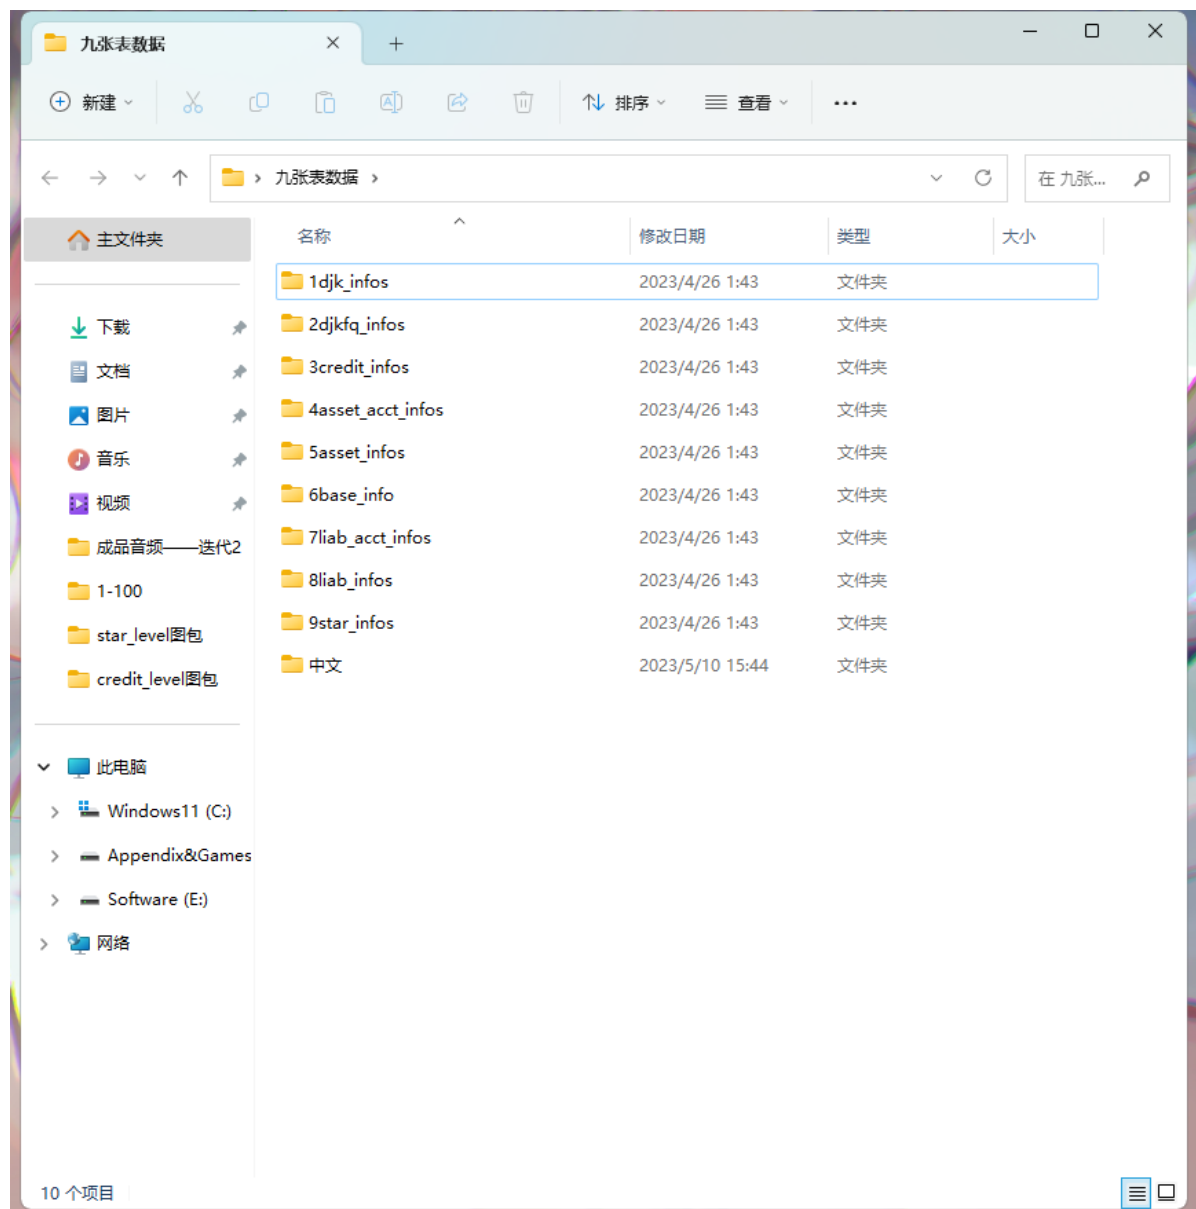 九张表数据
新建
排序
查看
九张表数据
在 九张...
主文件夹
下载
文档
图片
音乐
视频
成品音频——迭代2
1-100
star_level图包
credit_level图包
此电脑
Windows11 (C:)
Appendix&Games
Software (E:)
网络
名称 修改日期 类型 大小
1djk_infos 2023/4/26 1:43 文件夹
2djkfq_infos 2023/4/26 1:43 文件夹
3credit_infos 2023/4/26 1:43 文件夹
4asset_acct_infos 2023/4/26 1:43 文件夹
5asset_infos 2023/4/26 1:43 文件夹
6base_info 2023/4/26 1:43 文件夹
7liab_acct_infos 2023/4/26 1:43 文件夹
8liab_infos 2023/4/26 1:43 文件夹
9star_infos 2023/4/26 1:43 文件夹
中文 2023/5/10 15:44 文件夹
10 个项目